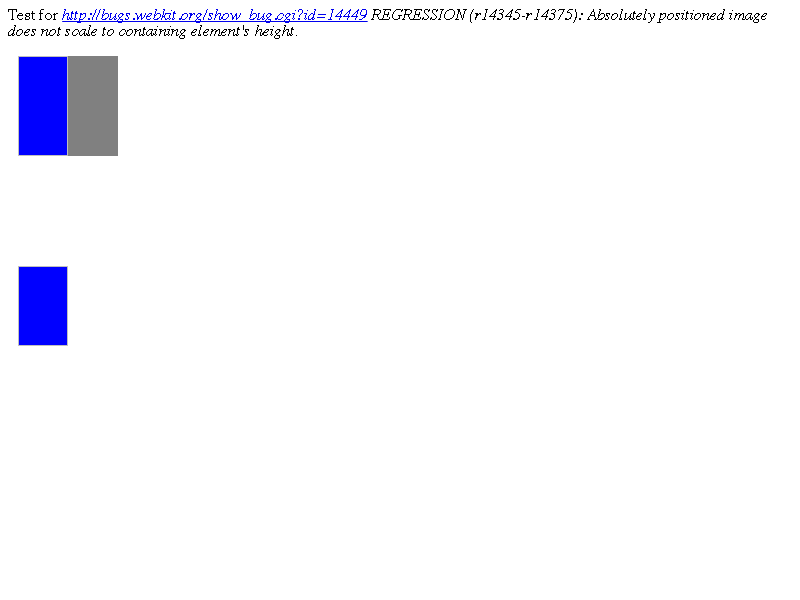 Test for http://bugs.webkit.org/show_bug.cgi?id=14449 REGRESSION (r14345-r14375): Absolutely positioned image
does not scale to containing element's height.